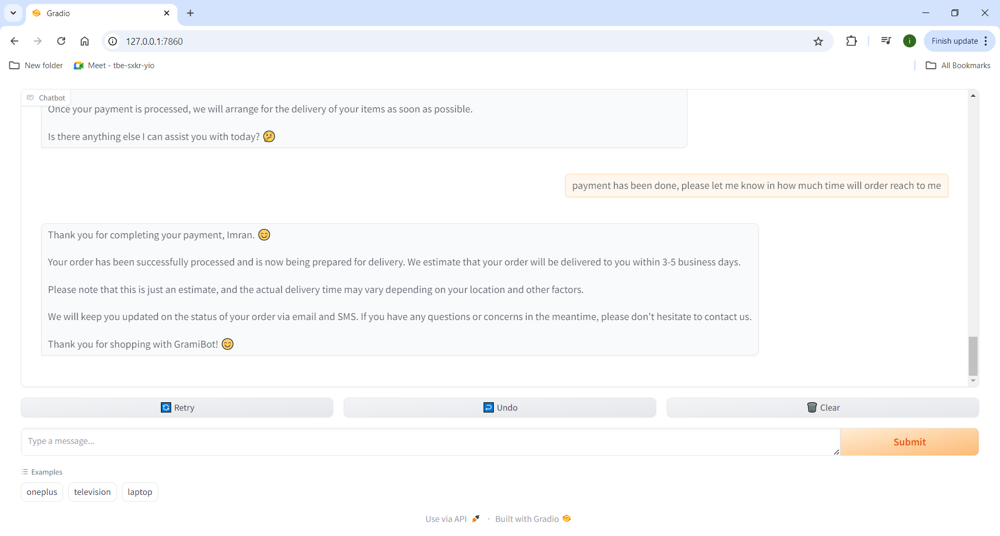 Gradio
127.0.0.1:7860
i
Finish update
New folder
Meet - tbe-sxkr-yio
All Bookmarks
Chatbot
Once your payment is processed, we will arrange for the delivery of your items as soon as possible.
Is there anything else I can assist you with today? 🤔
payment has been done, please let me know in how much time will order reach to me
Thank you for completing your payment, Imran. 😊
Your order has been successfully processed and is now being prepared for delivery. We estimate that your order will be delivered to you within 3-5 business days.
Please note that this is just an estimate, and the actual delivery time may vary depending on your location and other factors.
We will keep you updated on the status of your order via email and SMS. If you have any questions or concerns in the meantime, please don't hesitate to contact us.
Thank you for shopping with GramiBot! 😊
Retry
Undo
Clear
Type a message...
Submit
Examples
oneplus
television
laptop
Use via API · Built with Gradio